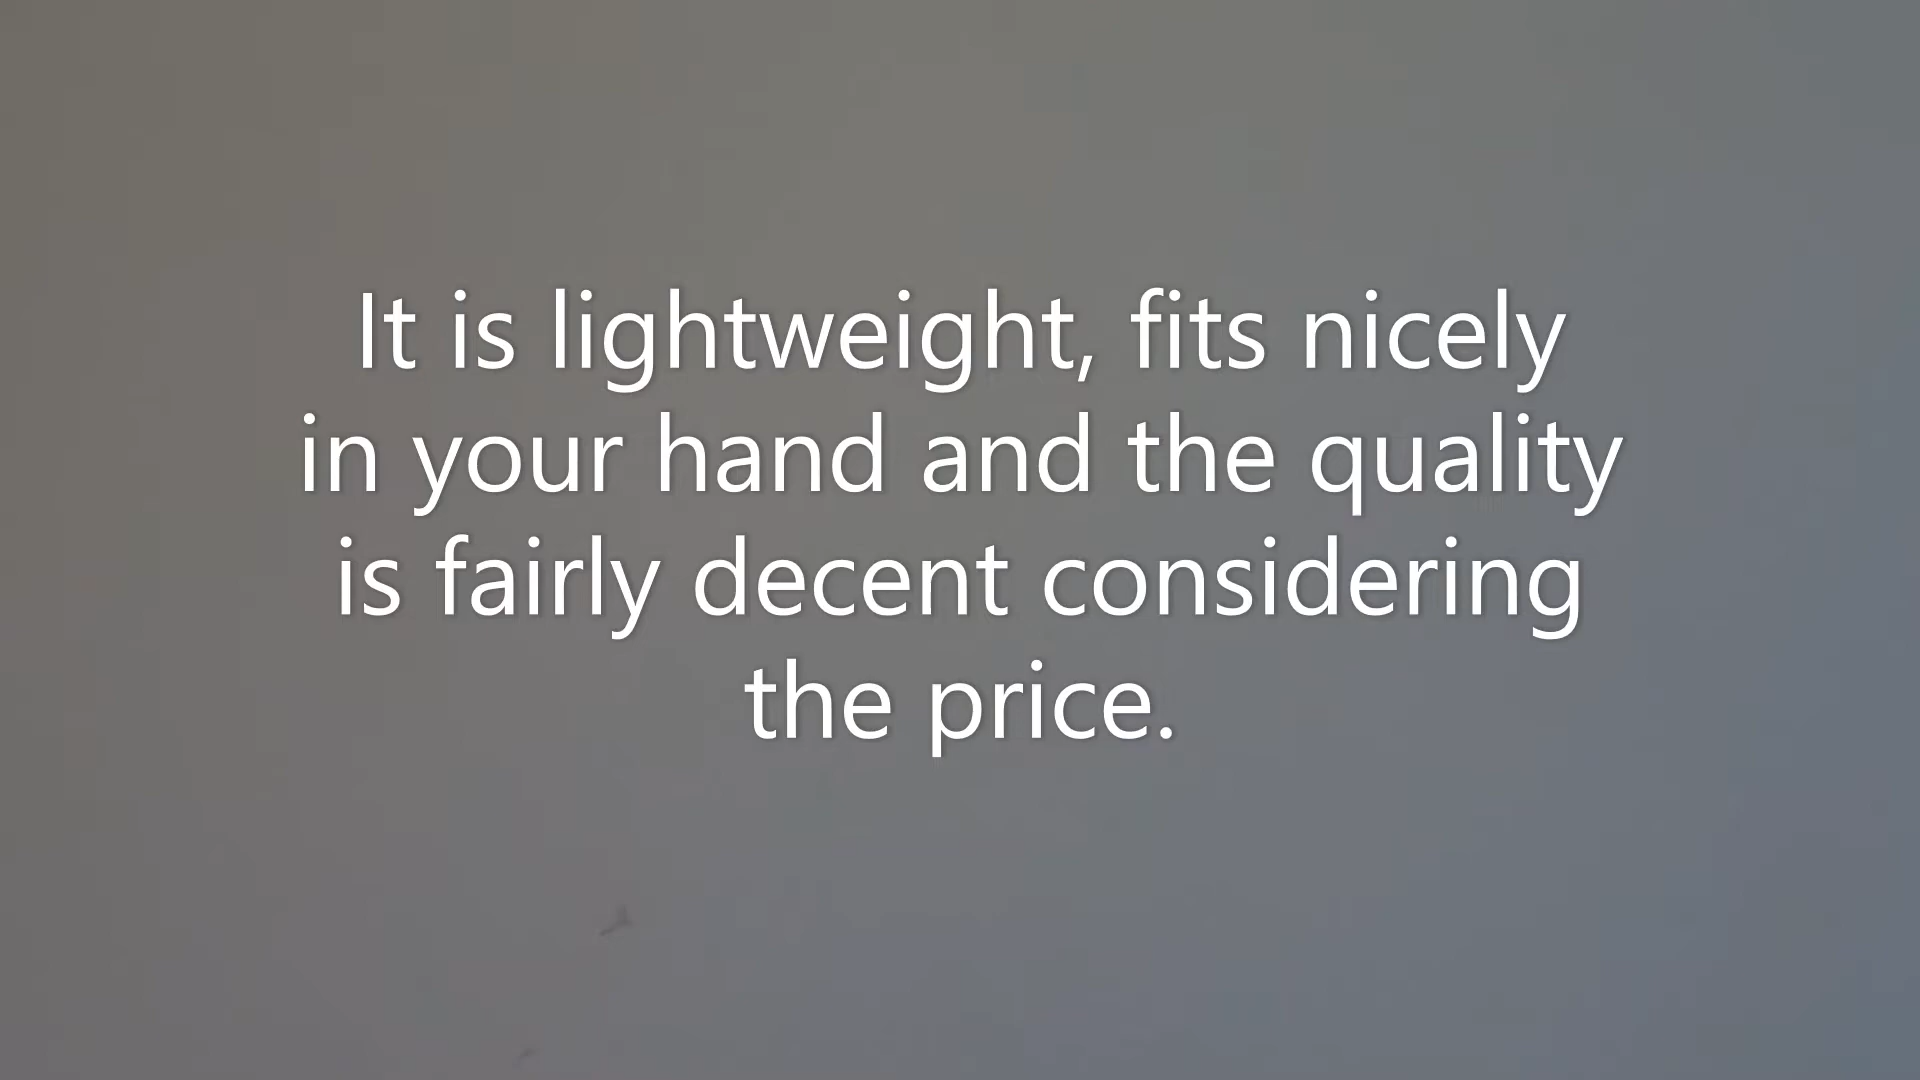 It is lightweight, fits nicely
in your hand and the quality
is fairly decent considering
the price.